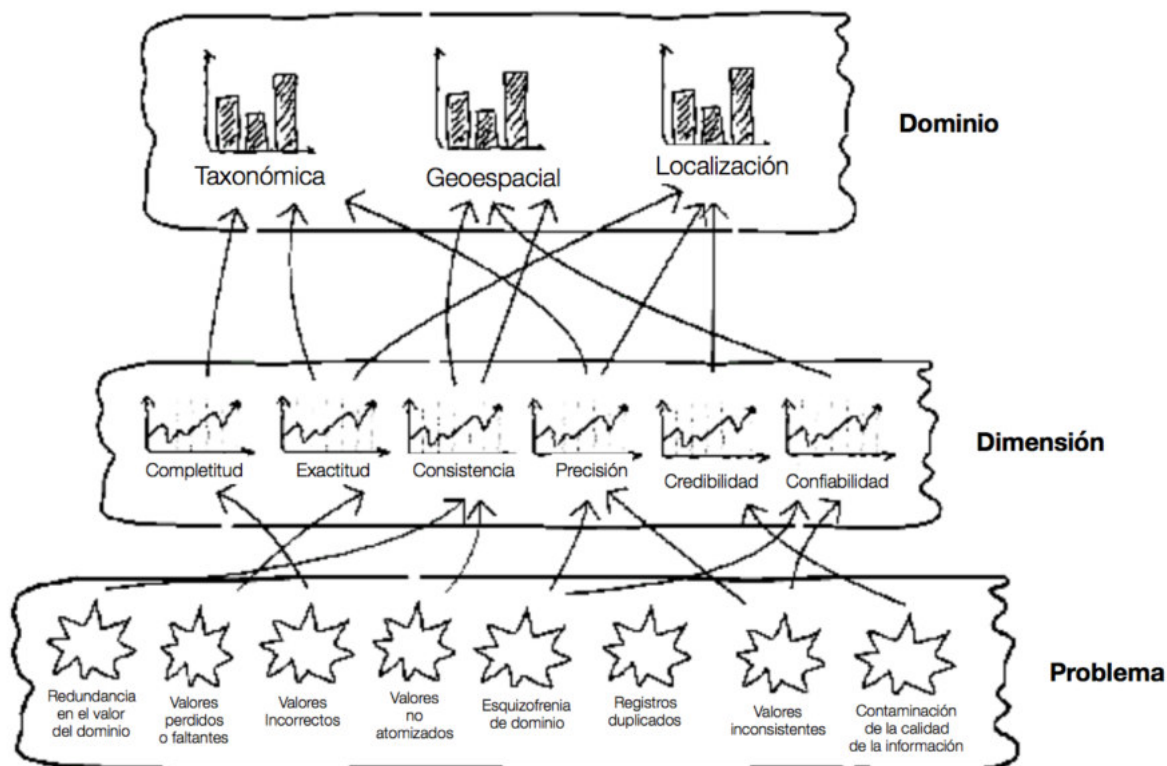 Taxonómica
Geoespacial
Localización
Dominio
Completitud
Exactitud
Consistencia
Precisión
Credibilidad
Confiabilidad
Dimensión
Redundancia
en el valor
del dominio
Valores
perdidos
o faltantes
Valores
Incorrectos
Valores
no
atomizados
Esquizofrenia
de dominio
Registros
duplicados
Valores
inconsistentes
Contaminación
de la calidad
de la información
Problema